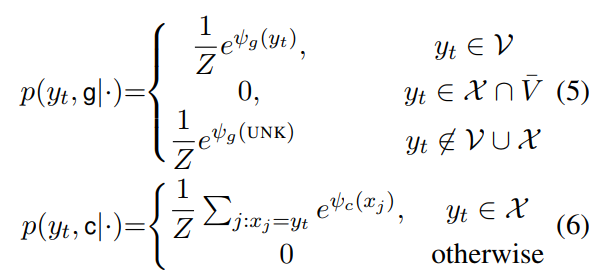 p(y_t, g|·)= { 1/Z e^{ψ_g(y_t)}, y_t ∈ 𝒱
0, y_t ∈ 𝒳 ∩ V̄ (5)
1/Z e^{ψ_g(UNK)} y_t ∉ 𝒱 ∪ 𝒳
p(y_t, c|·)= { 1/Z ∑_{j:x_j=y_t} e^{ψ_c(x_j)}, y_t ∈ 𝒳 (6)
0 otherwise